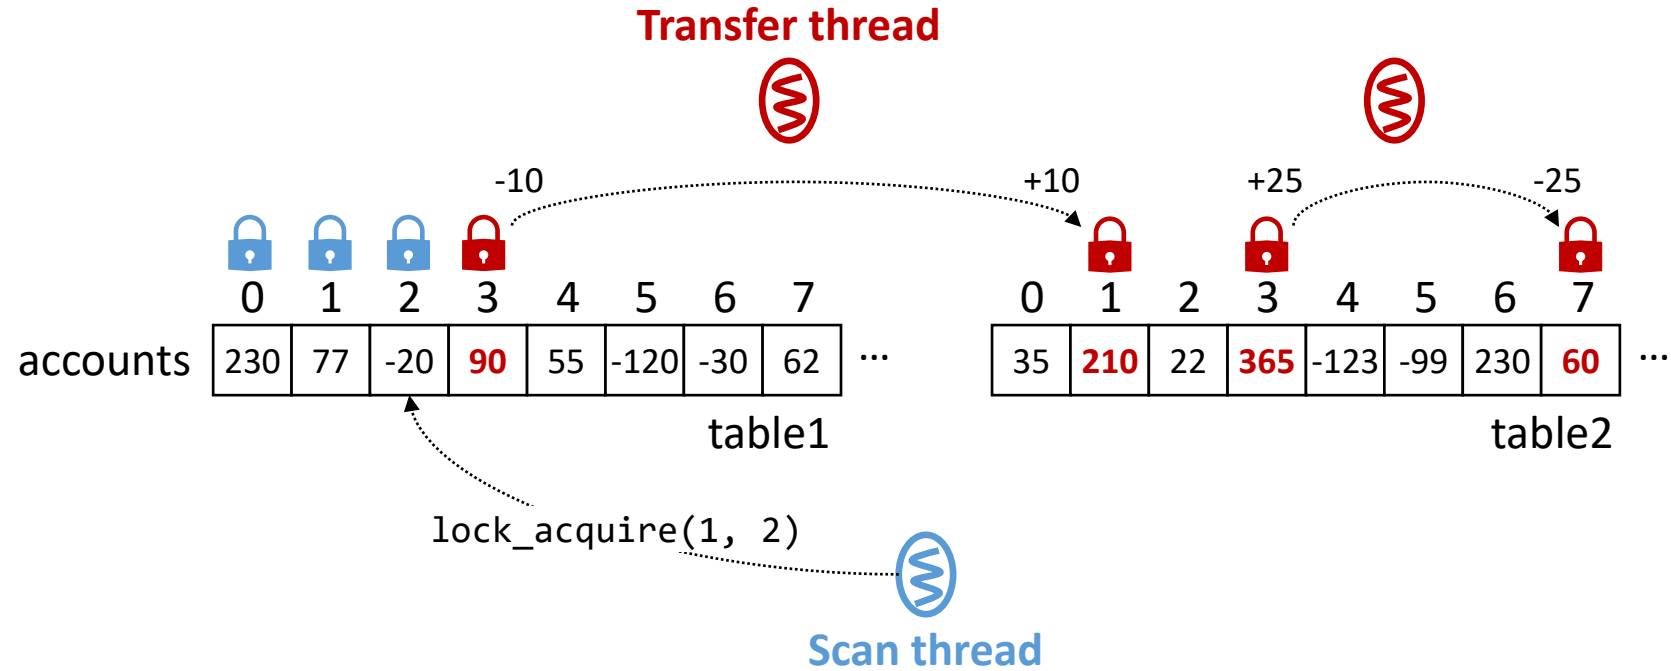 Transfer thread
-10 +10 +25 -25
0 1 2 3 4 5 6 7 0 1 2 3 4 5 6 7
accounts 230 77 -20 90 55 -120 -30 62 ... 35 210 22 365 -123 -99 230 60 ...
table1 table2
lock_acquire(1, 2)
Scan thread